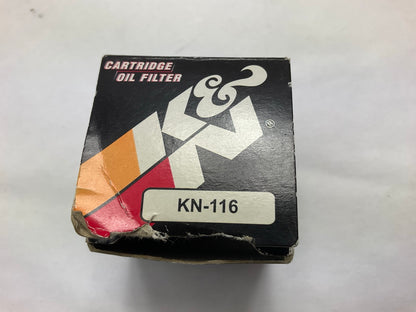 CARTRIDGE
OIL FILTER
K&N®
KN-116